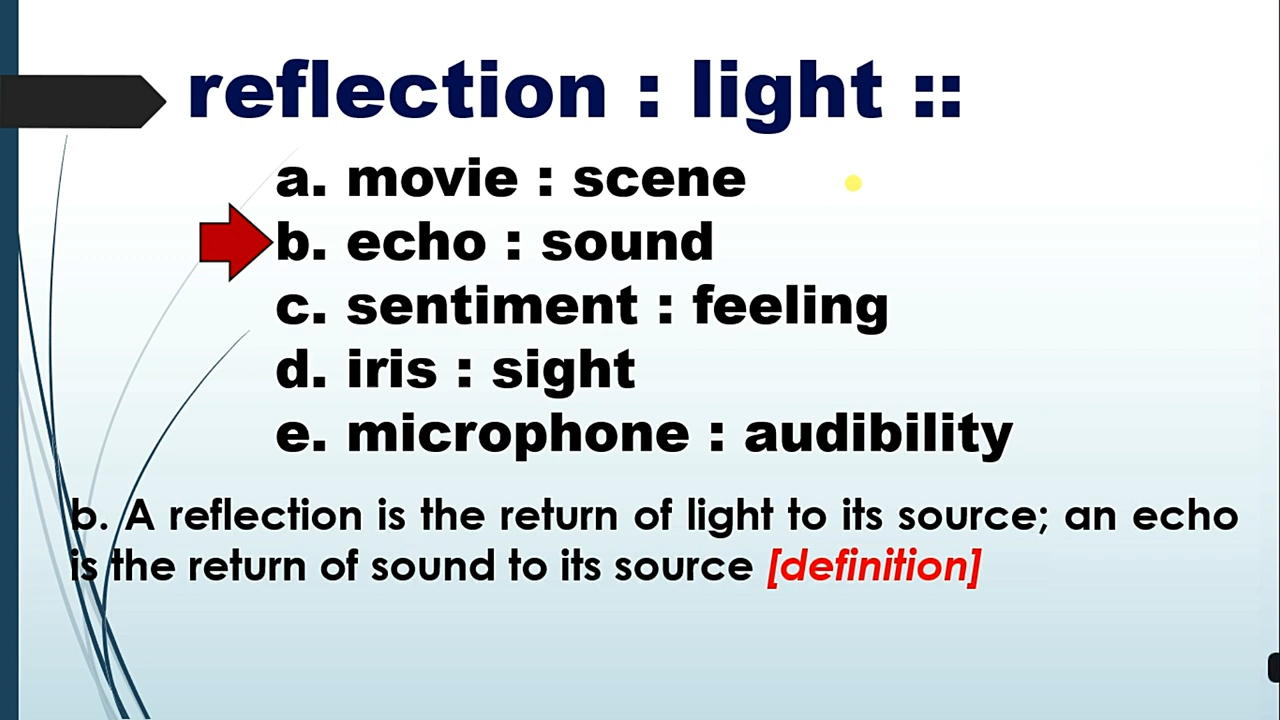 reflection : light ::
a. movie : scene
b. echo : sound
c. sentiment : feeling
d. iris : sight
e. microphone : audibility
b. A reflection is the return of light to its source; an echo
is the return of sound to its source [definition]